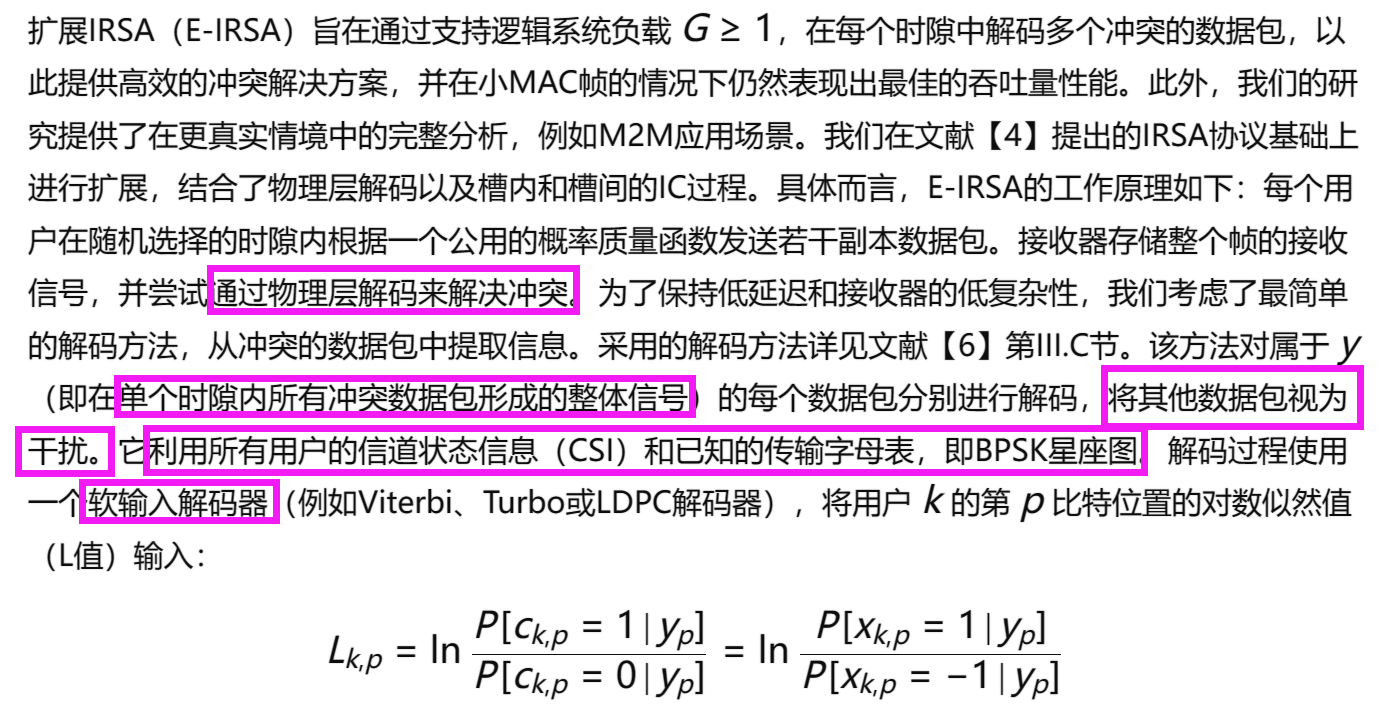 扩展IRSA（E-IRSA）旨在通过支持逻辑系统负载 G ≥ 1，在每个时隙中解码多个冲突的数据包，以
此提供高效的冲突解决方案，并在小MAC帧的情况下仍然表现出最佳的吞吐量性能。此外，我们的研
究提供了在更真实情境中的完整分析，例如M2M应用场景。我们在文献【4】提出的IRSA协议基础上
进行扩展，结合了物理层解码以及槽内和槽间的IC过程。具体而言，E-IRSA的工作原理如下：每个用
户在随机选择的时隙内根据一个公用的概率质量函数发送若干副本数据包。接收器存储整个帧的接收
信号，并尝试通过物理层解码来解决冲突。为了保持低延迟和接收器的低复杂性，我们考虑了最简单
的解码方法，从冲突的数据包中提取信息。采用的解码方法详见文献【6】第III.C节。该方法对属于 y
（即在单个时隙内所有冲突数据包形成的整体信号）的每个数据包分别进行解码，将其他数据包视为
干扰。它利用所有用户的信道状态信息（CSI）和已知的传输字母表，即BPSK星座图。解码过程使用
一个软输入解码器（例如Viterbi、Turbo或LDPC解码器），将用户 k 的第 p 比特位置的对数似然值
（L值）输入：
L_{k,p} = ln P[c_{k,p} = 1 | y_p] / P[c_{k,p} = 0 | y_p] = ln P[x_{k,p} = 1 | y_p] / P[x_{k,p} = −1 | y_p]